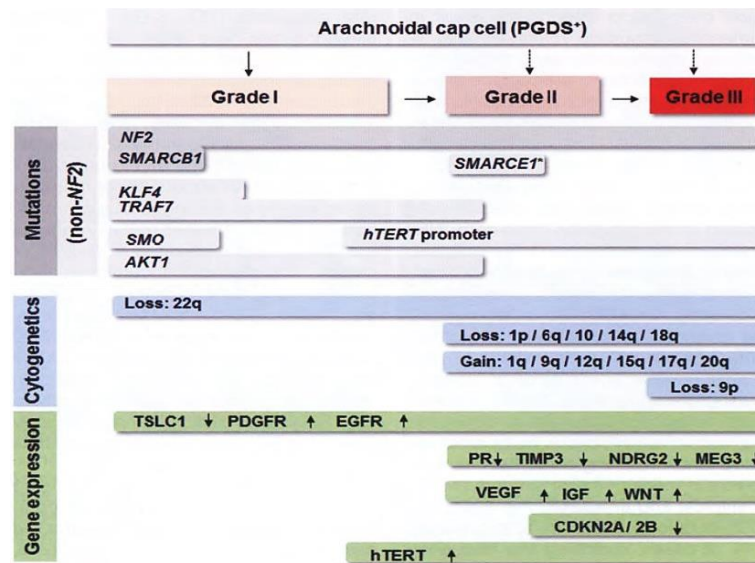 Arachnoidal cap cell (PGDS⁺)
Grade I
Grade II
Grade III
Mutations
(non-NF2)
NF2
SMARCB1
SMARCE1*
KLF4
TRAF7
SMO
hTERT promoter
AKT1
Cytogenetics
Loss: 22q
Loss: 1p / 6q / 10 / 14q / 18q
Gain: 1q / 9q / 12q / 15q / 17q / 20q
Loss: 9p
Gene expression
TSLC1 ↓ PDGFR ↑ EGFR ↑
PR↓ TIMP3 ↓ NDRG2 ↓ MEG3 ↓
VEGF ↑ IGF ↑ WNT ↑
CDKN2A/ 2B ↓
hTERT ↑